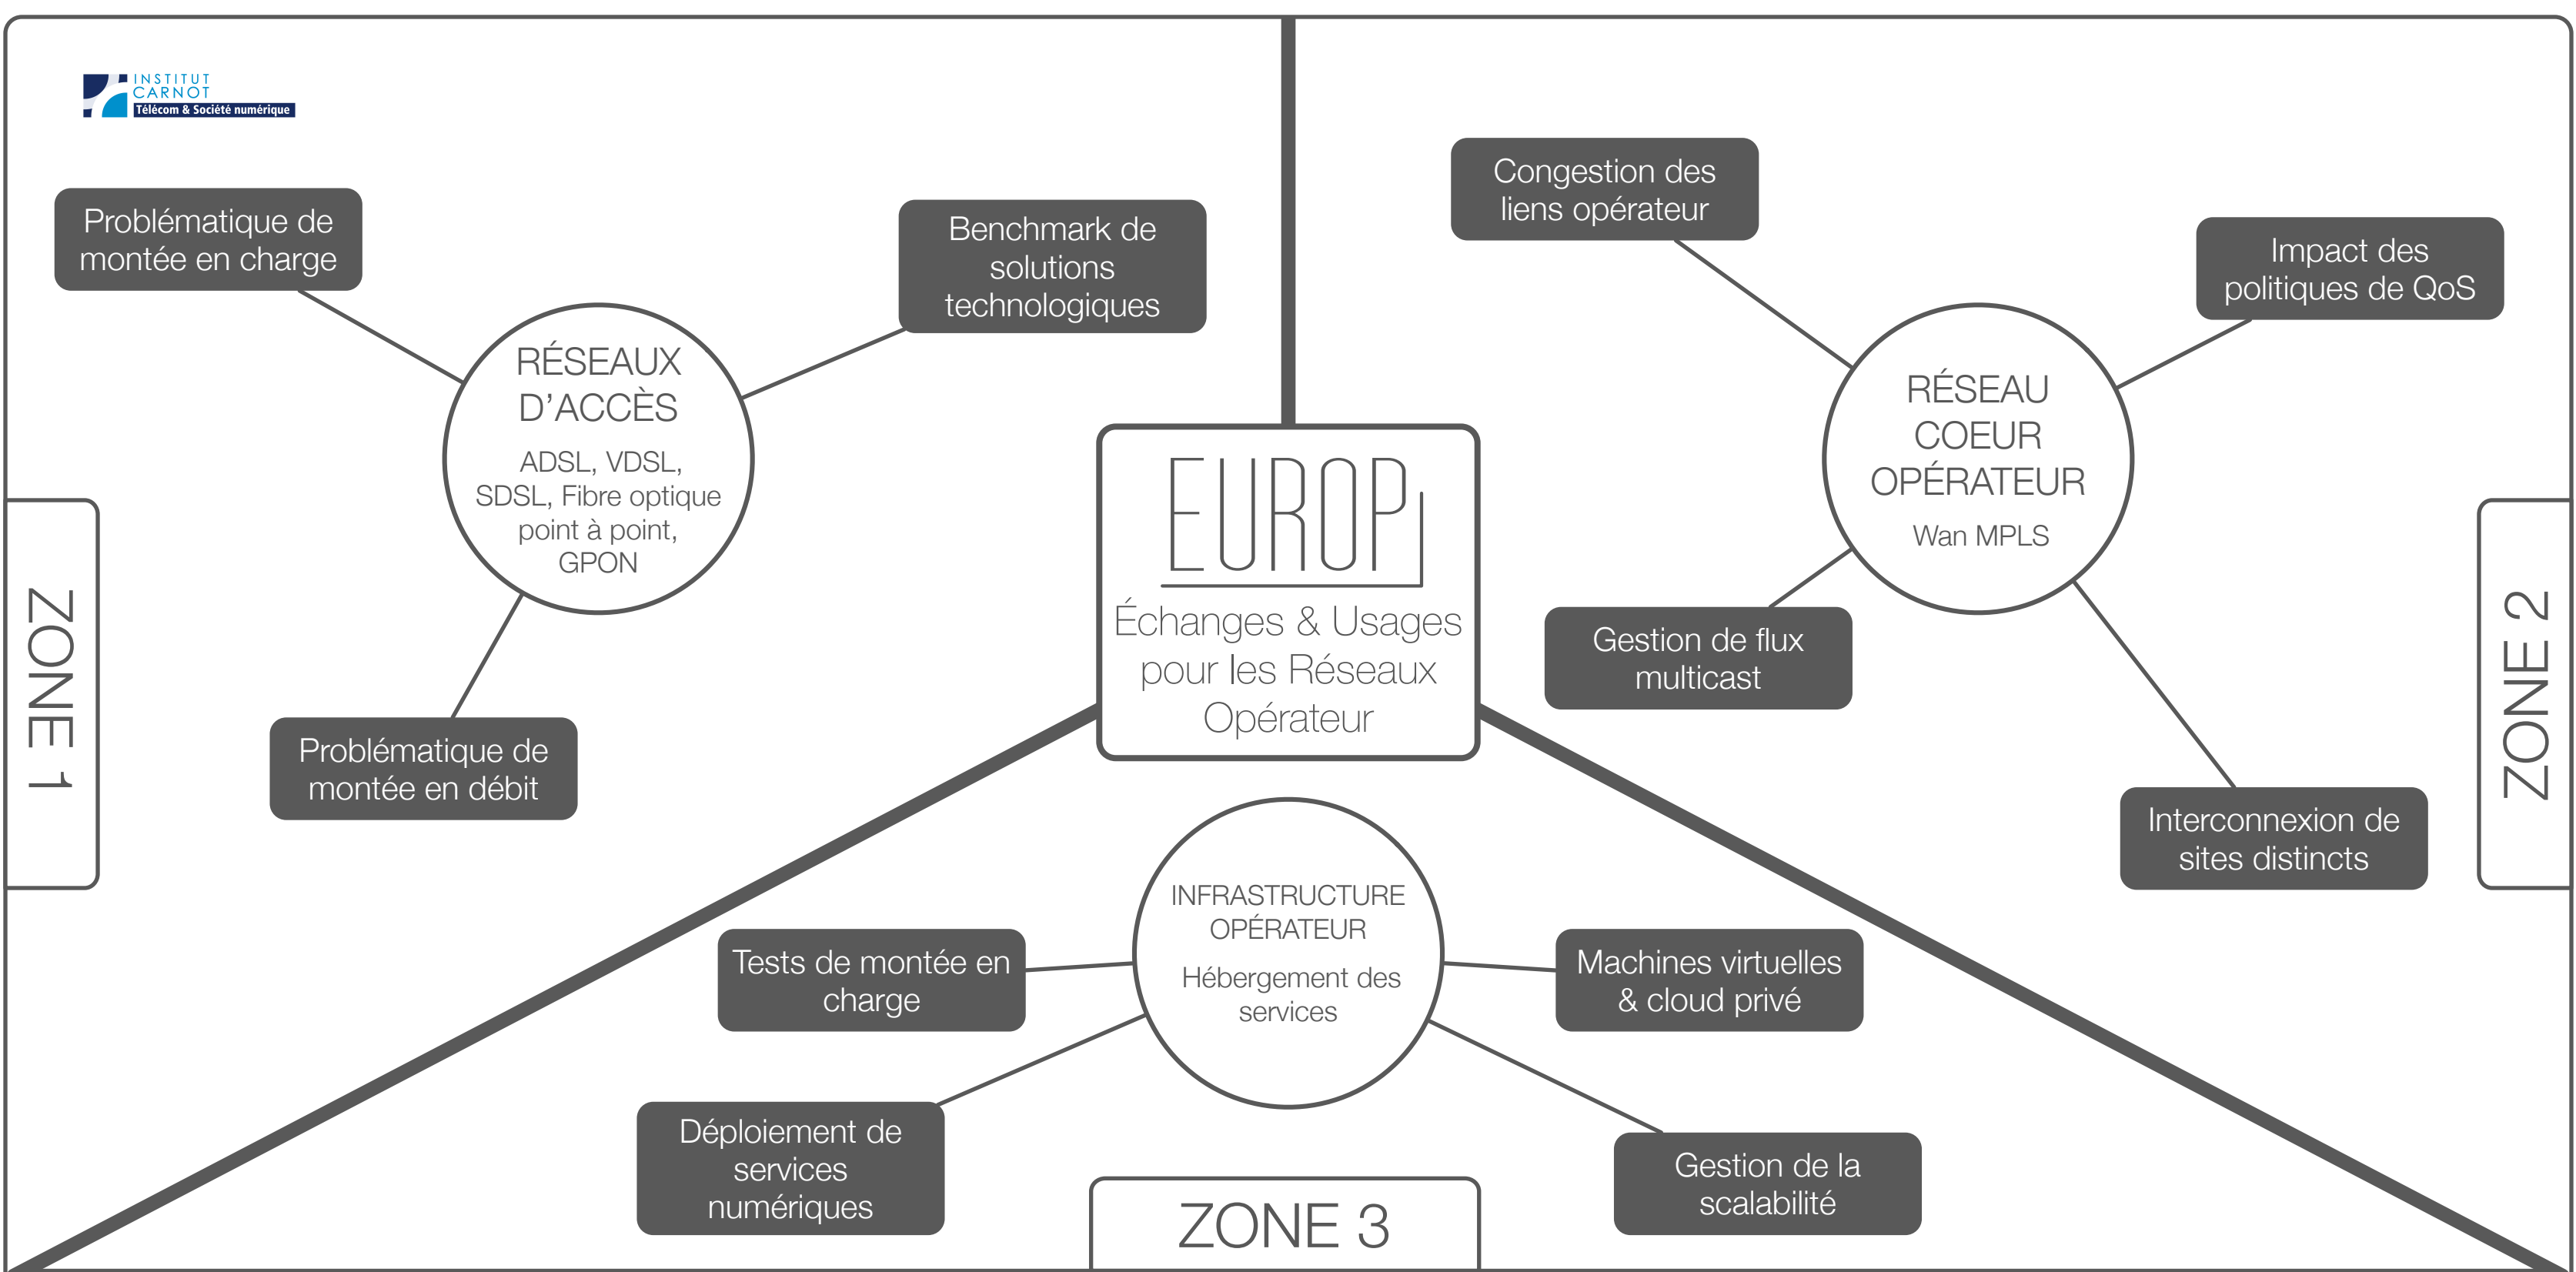 INSTITUT
CARNOT
Télécom & Société numérique
Problématique de
montée en charge
Benchmark de
solutions
technologiques
RÉSEAUX
D’ACCÈS
ADSL, VDSL,
SDSL, Fibre optique
point à point,
GPON
Problématique de
montée en débit
ZONE 1
EUROP
Échanges & Usages
pour les Réseaux
Opérateur
Congestion des
liens opérateur
Impact des
politiques de QoS
RÉSEAU
COEUR
OPÉRATEUR
Wan MPLS
Gestion de flux
multicast
Interconnexion de
sites distincts
ZONE 2
INFRASTRUCTURE
OPÉRATEUR
Hébergement des
services
Tests de montée en
charge
Machines virtuelles
& cloud privé
Déploiement de
services
numériques
Gestion de la
scalabilité
ZONE 3